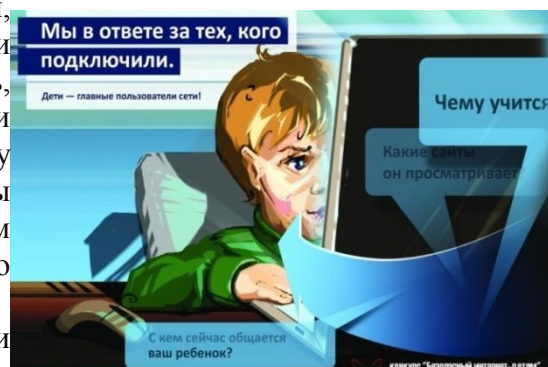 Мы в ответе за тех, кого
подключили.
Дети — главные пользователи сети!
Чему учится
Какие сайты
он просматривает?
С кем сейчас общается
ваш ребенок?
конкурс "Безопасный интернет, детям"